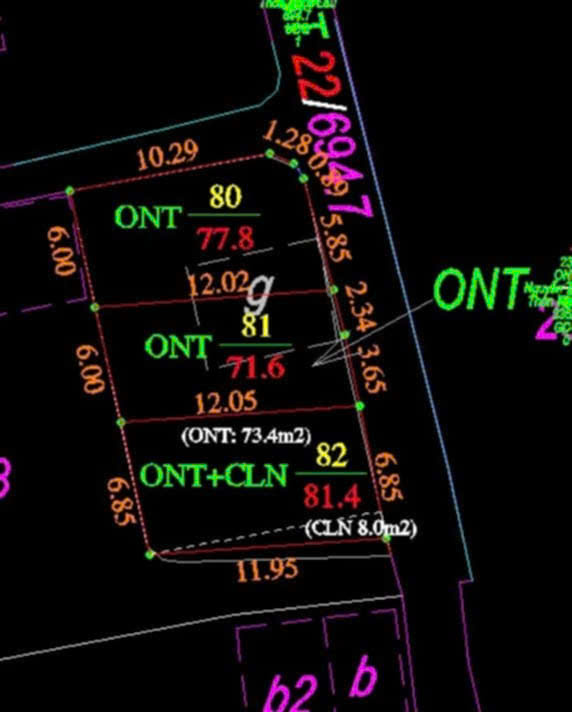 T 22/694.7
1.28
0.89
10.29
80
ONT
77.8
6.00
5.85
12.02
g
2.34
ONT
81
ONT
71.6
6.00
3.65
12.05
(ONT: 73.4m2)
82
ONT+CLN
81.4
6.85
6.85
(CLN 8.0m2)
11.95
b2
b